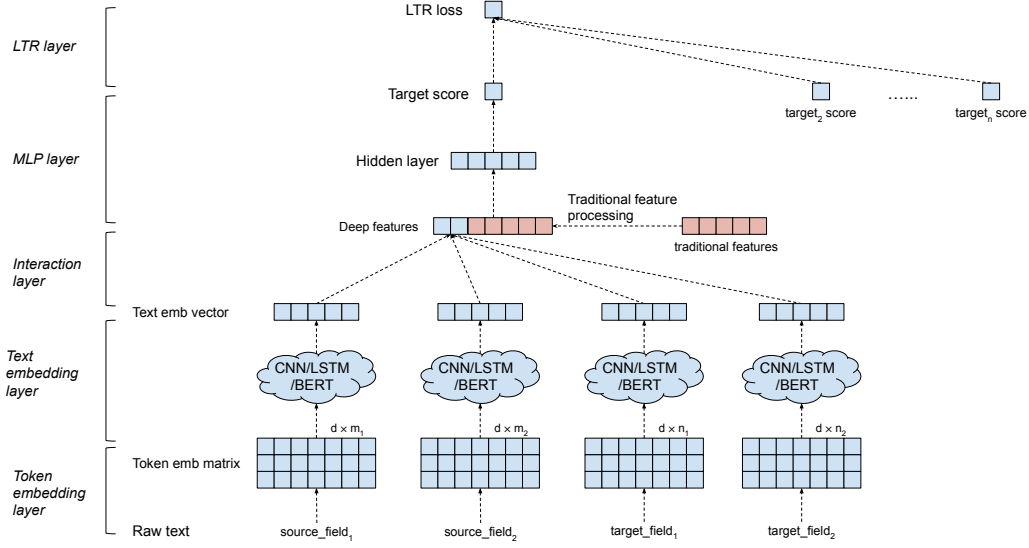 LTR loss
LTR layer
Target score
target₂ score
......
targetₙ score
MLP layer
Hidden layer
Traditional feature
processing
Deep features
traditional features
Interaction
layer
Text emb vector
Text
embedding
layer
CNN/LSTM
/BERT
CNN/LSTM
/BERT
CNN/LSTM
/BERT
CNN/LSTM
/BERT
d × m₁
d × m₂
d × n₁
d × n₂
Token emb matrix
Token
embedding
layer
Raw text
source_field₁
source_field₂
target_field₁
target_field₂